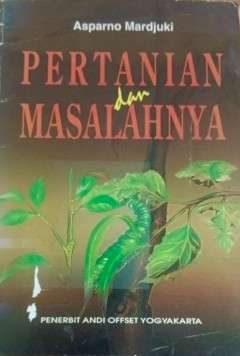 Asparno Mardjuki
PERTANIAN
dan
MASALAHNYA
PENERBIT ANDI OFFSET YOGYAKARTA